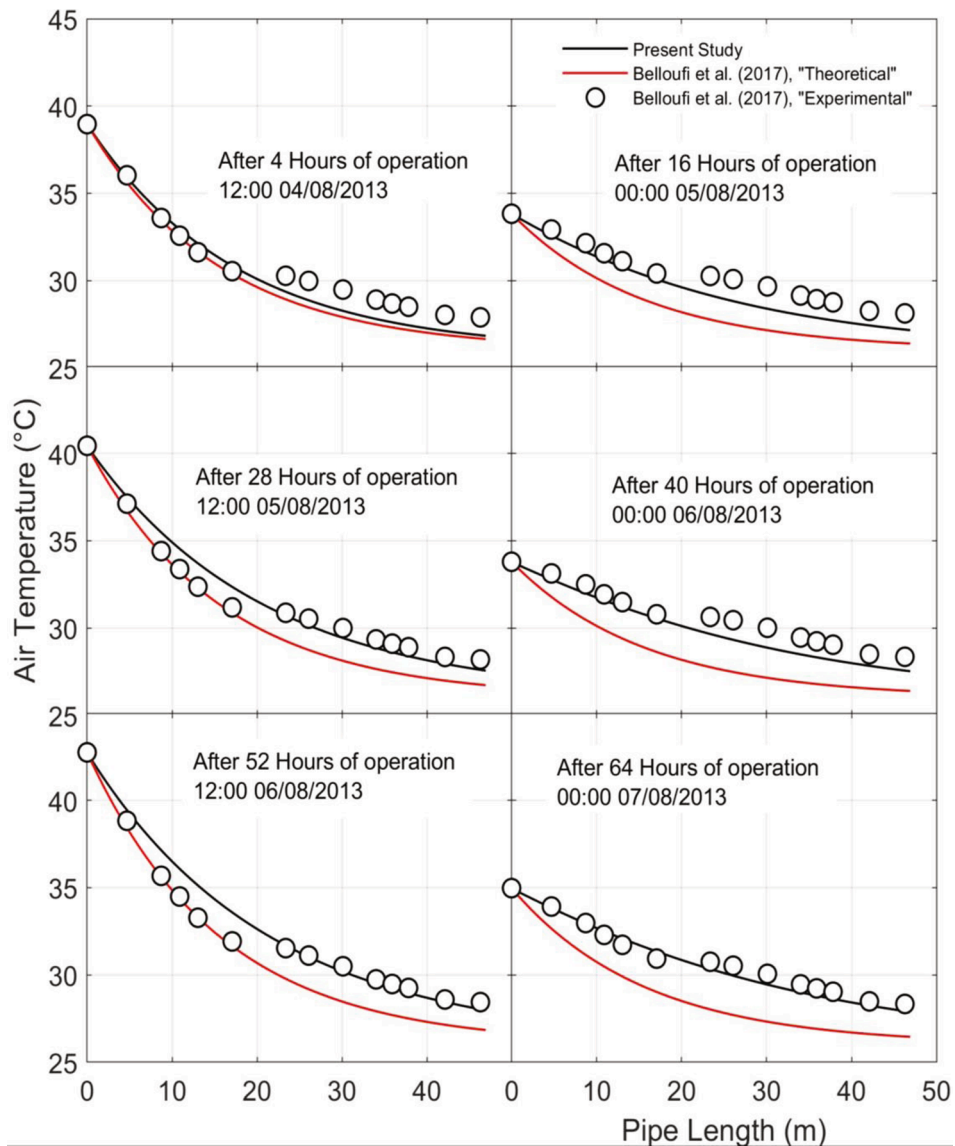 45
40
35
30
25
40
35
30
25
40
35
30
25
Air Temperature (°C)
Present Study
Belloufi et al. (2017), "Theoretical"
Belloufi et al. (2017), "Experimental"
After 4 Hours of operation
12:00 04/08/2013
After 16 Hours of operation
00:00 05/08/2013
After 28 Hours of operation
12:00 05/08/2013
After 40 Hours of operation
00:00 06/08/2013
After 52 Hours of operation
12:00 06/08/2013
After 64 Hours of operation
00:00 07/08/2013
0 10 20 30 40 0 10 20 30 40 50
Pipe Length (m)